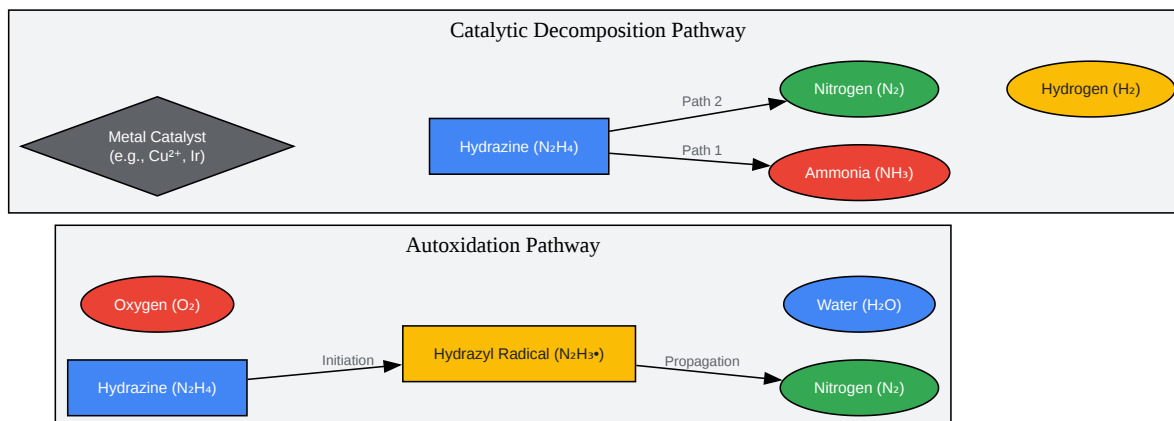 Catalytic Decomposition Pathway
Metal Catalyst
(e.g., Cu²⁺, Ir)
Hydrazine (N₂H₄)
Path 2
Path 1
Nitrogen (N₂)
Ammonia (NH₃)
Hydrogen (H₂)
Autoxidation Pathway
Oxygen (O₂)
Hydrazine (N₂H₄)
Initiation
Hydrazyl Radical (N₂H₃•)
Propagation
Water (H₂O)
Nitrogen (N₂)